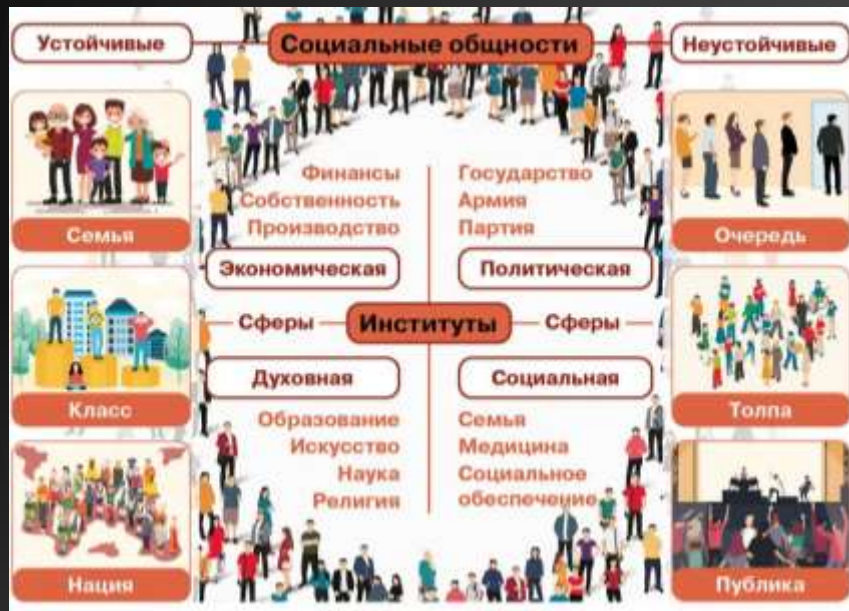 Устойчивые
Социальные общности
Неустойчивые
Семья
Класс
Нация
Финансы
Собственность
Производство
Экономическая
Государство
Армия
Партия
Политическая
Сферы
Институты
Сферы
Духовная
Образование
Искусство
Наука
Религия
Социальная
Семья
Медицина
Социальное
обеспечение
Очередь
Толпа
Публика